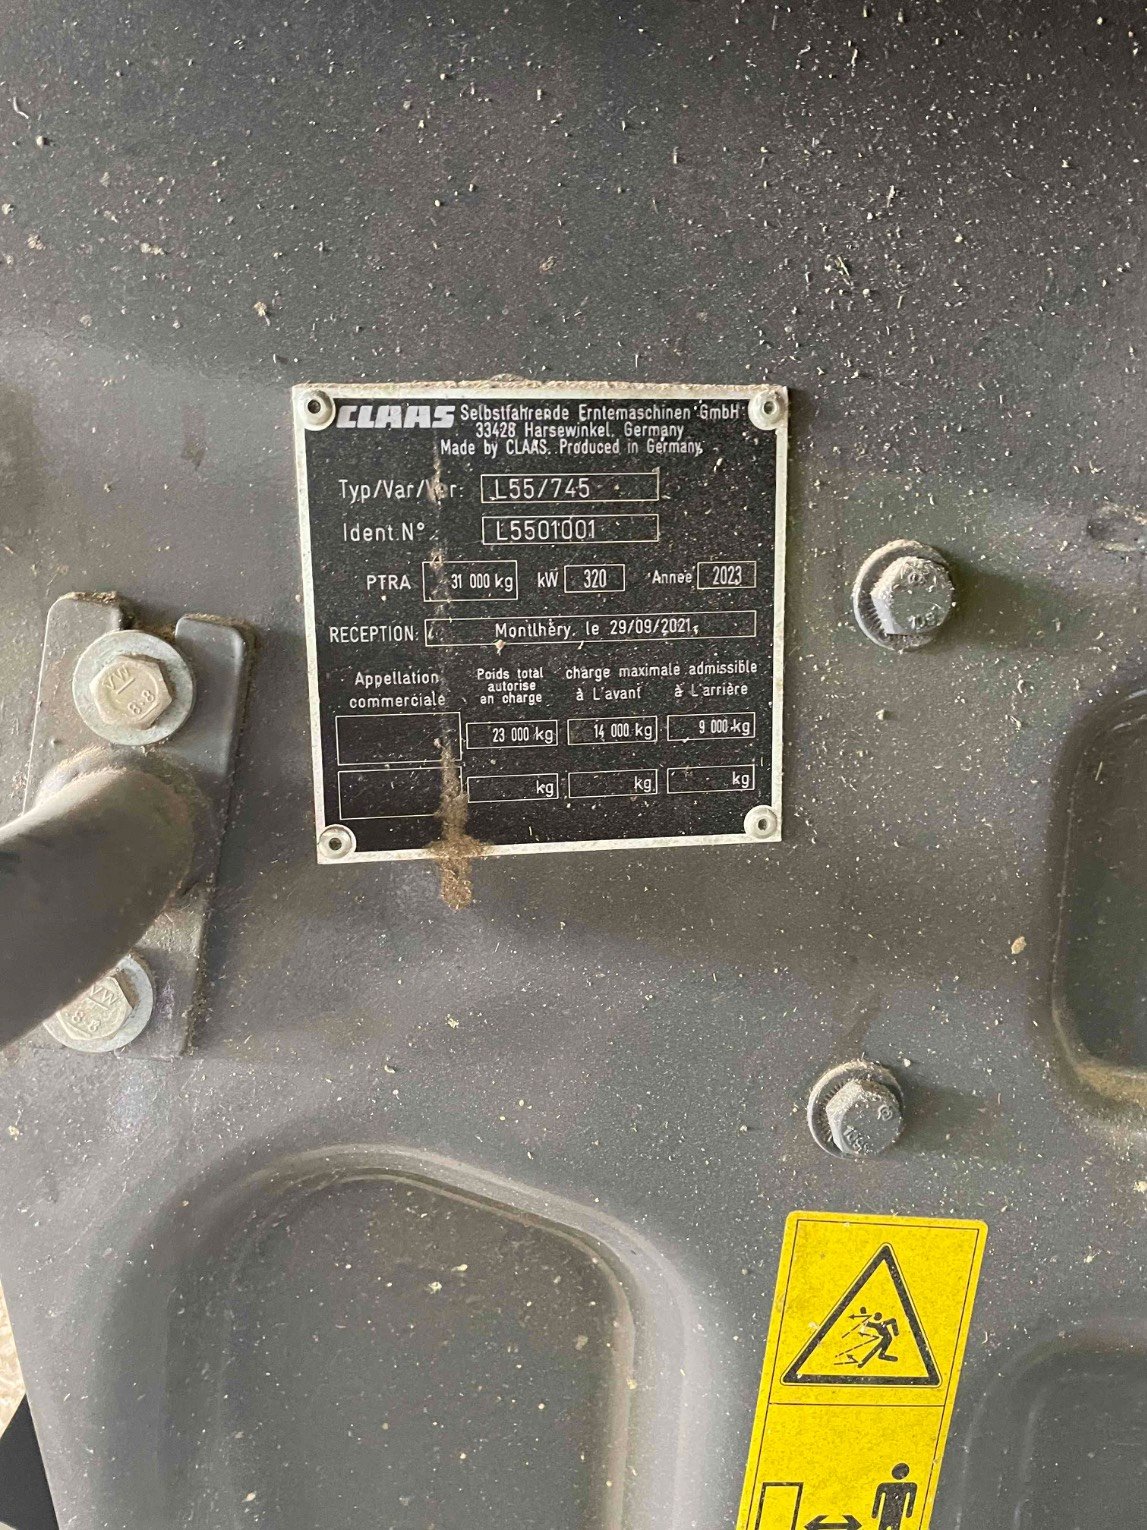 CLAAS Selbstfahrende Erntemaschinen GmbH
33428 Harsewinkel, Germany
Made by CLAAS. Produced in Germany
Typ/Var/Ver: L55/745
Ident.N° L5501001
PTRA 31 000 kg kW 320 Année 2023
RECEPTION: Montlhéry, le 29/09/2021
Appellation commerciale
Poids total autorise en charge
charge maximale admissible
à L'avant à L'arrière
23 000 kg 14 000 kg 9 000 kg
kg kg kg
VW
8.8
VW
8.8